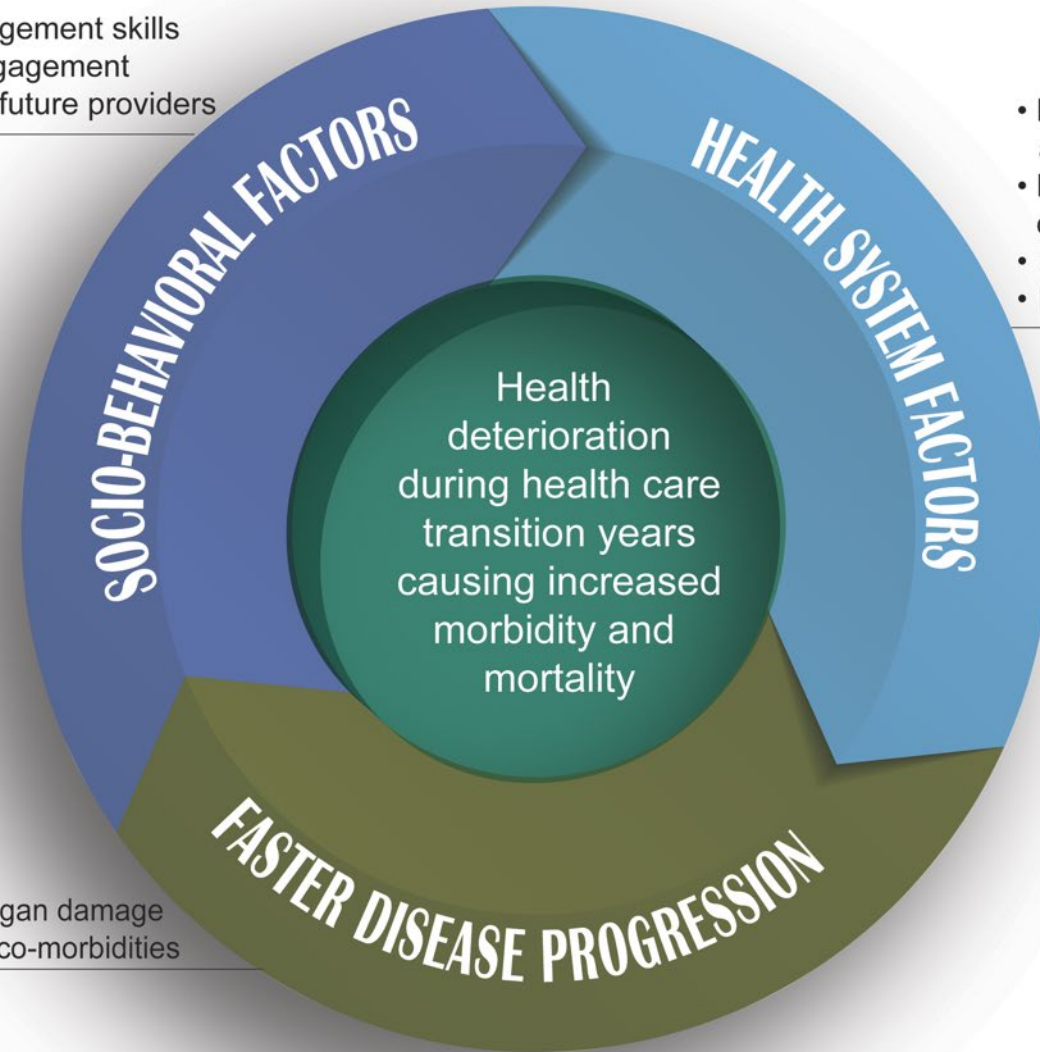 gement skills
gagement
future providers
SOCIO-BEHAVIORAL FACTORS
HEALTH SYSTEM FACTORS
Health
deterioration
during health care
transition years
causing increased
morbidity and
mortality
FASTER DISEASE PROGRESSION
gan damage
co-morbidities